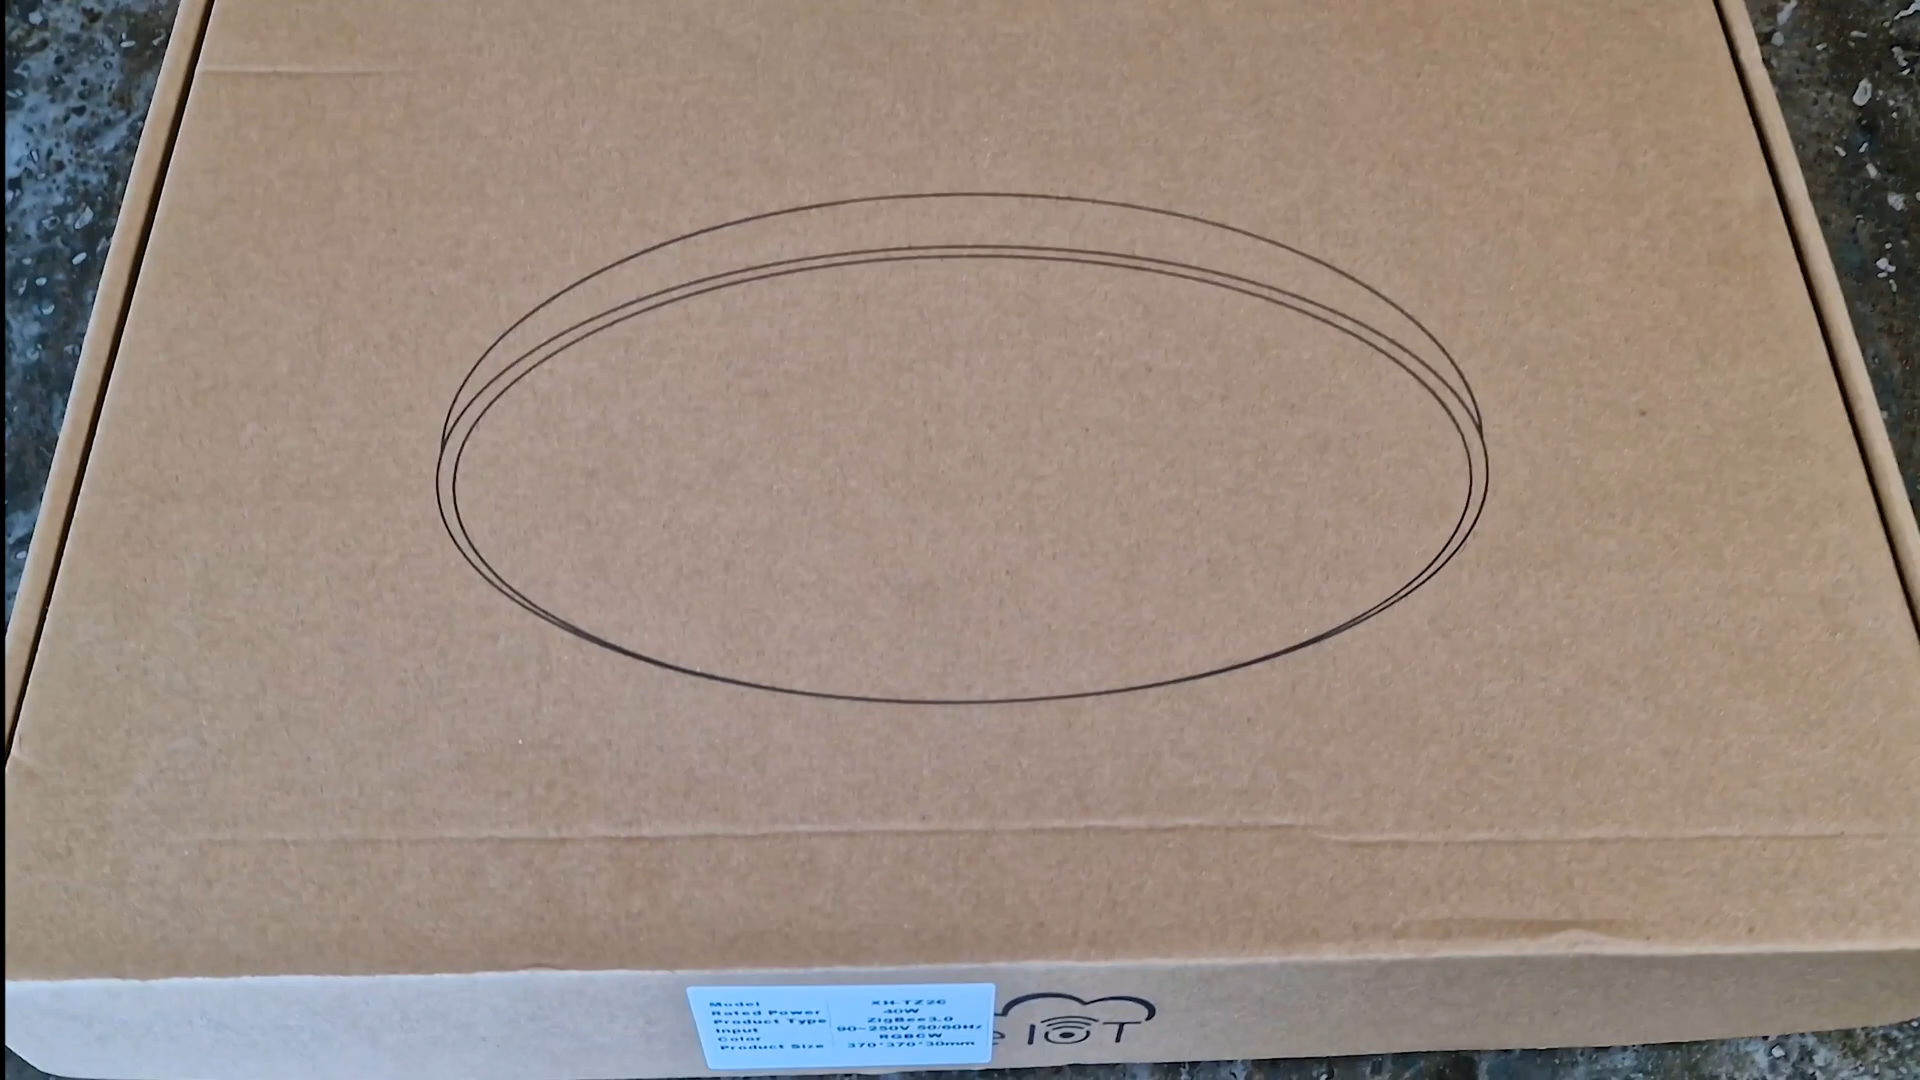 Model XH-TZ2C
Rated Power 40W
Product Type ZigBee3.0
Input 90~250V 50/60Hz
Color RGBCW
Product Size 370*370*30mm
e IOT